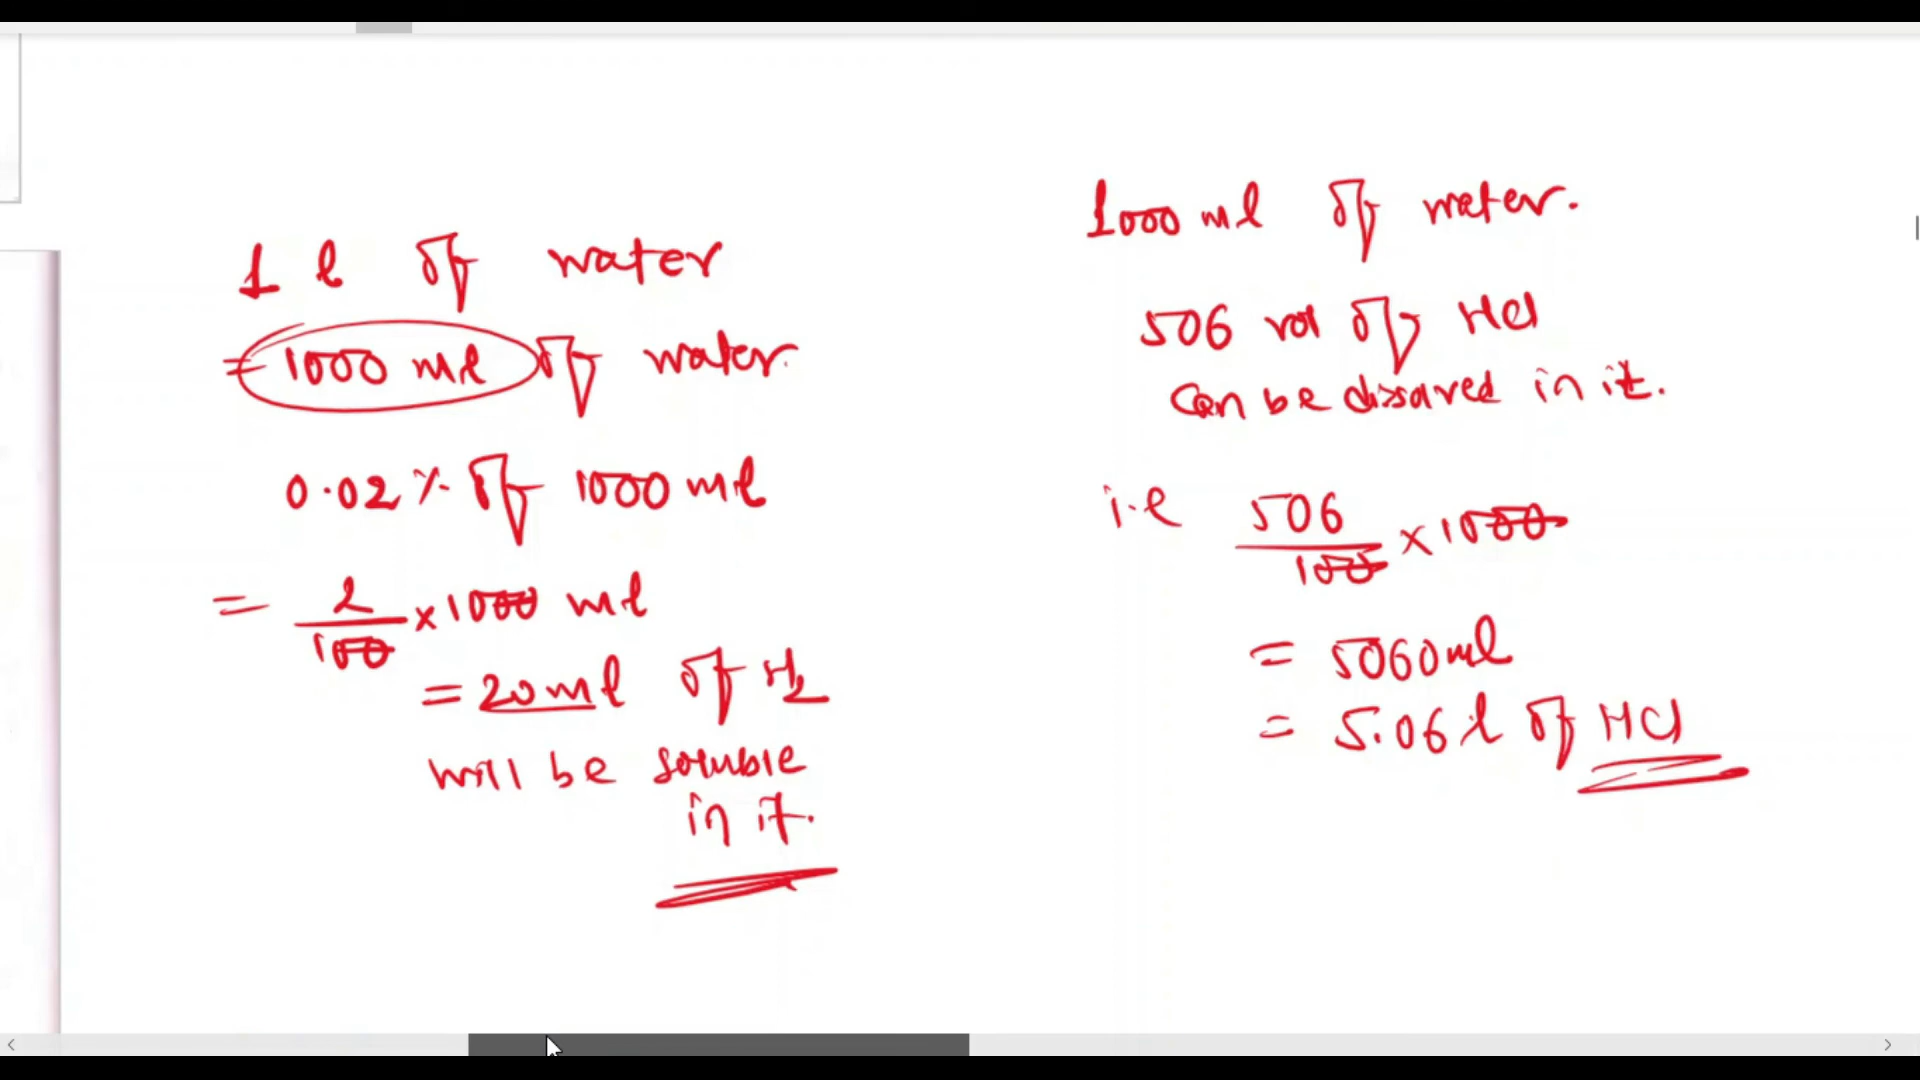 1 l of water
= 1000 ml of water.
0.02 % of 1000 ml
= 2/100 × 1000 ml
= 20 ml of H2
will be soluble
in it.
1000 ml of water.
506 vol of HCl
can be dissolved in it.
i.e 506/100 × 1000
= 5060 ml
= 5.06 l of HCl